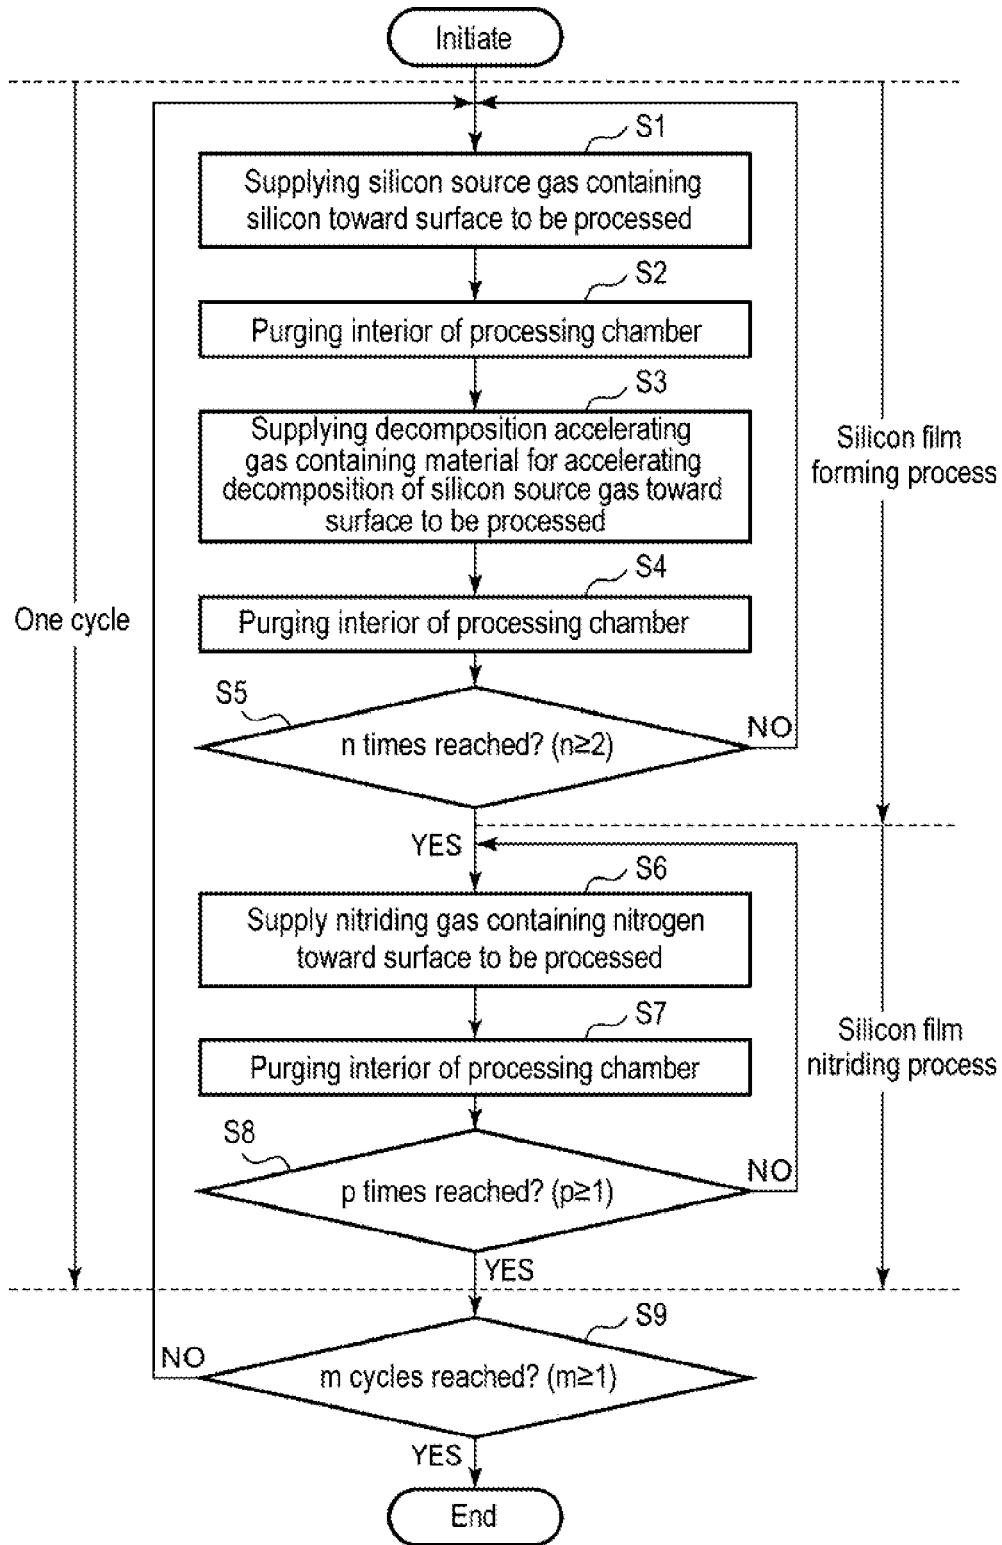 Initiate
S1
Supplying silicon source gas containing
silicon toward surface to be processed
S2
Purging interior of processing chamber
S3
Supplying decomposition accelerating
gas containing material for accelerating
decomposition of silicon source gas toward
surface to be processed
Silicon film
forming process
S4
One cycle
Purging interior of processing chamber
S5
n times reached? (n≥2)
NO
YES
S6
Supply nitriding gas containing nitrogen
toward surface to be processed
S7
Silicon film
nitriding process
Purging interior of processing chamber
S8
NO
p times reached? (p≥1)
YES
S9
NO
m cycles reached? (m≥1)
YES
End